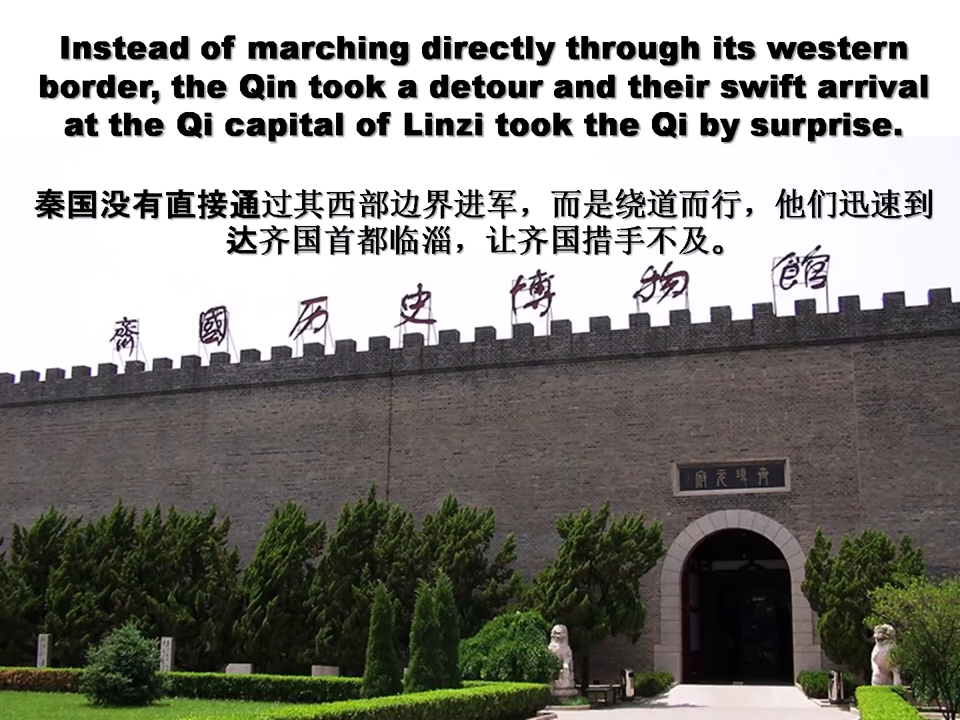 Instead of marching directly through its western
border, the Qin took a detour and their swift arrival
at the Qi capital of Linzi took the Qi by surprise.
秦国没有直接通过其西部边界进军，而是绕道而行，他们迅速到
达齐国首都临淄，让齐国措手不及。
齋國历史博物館